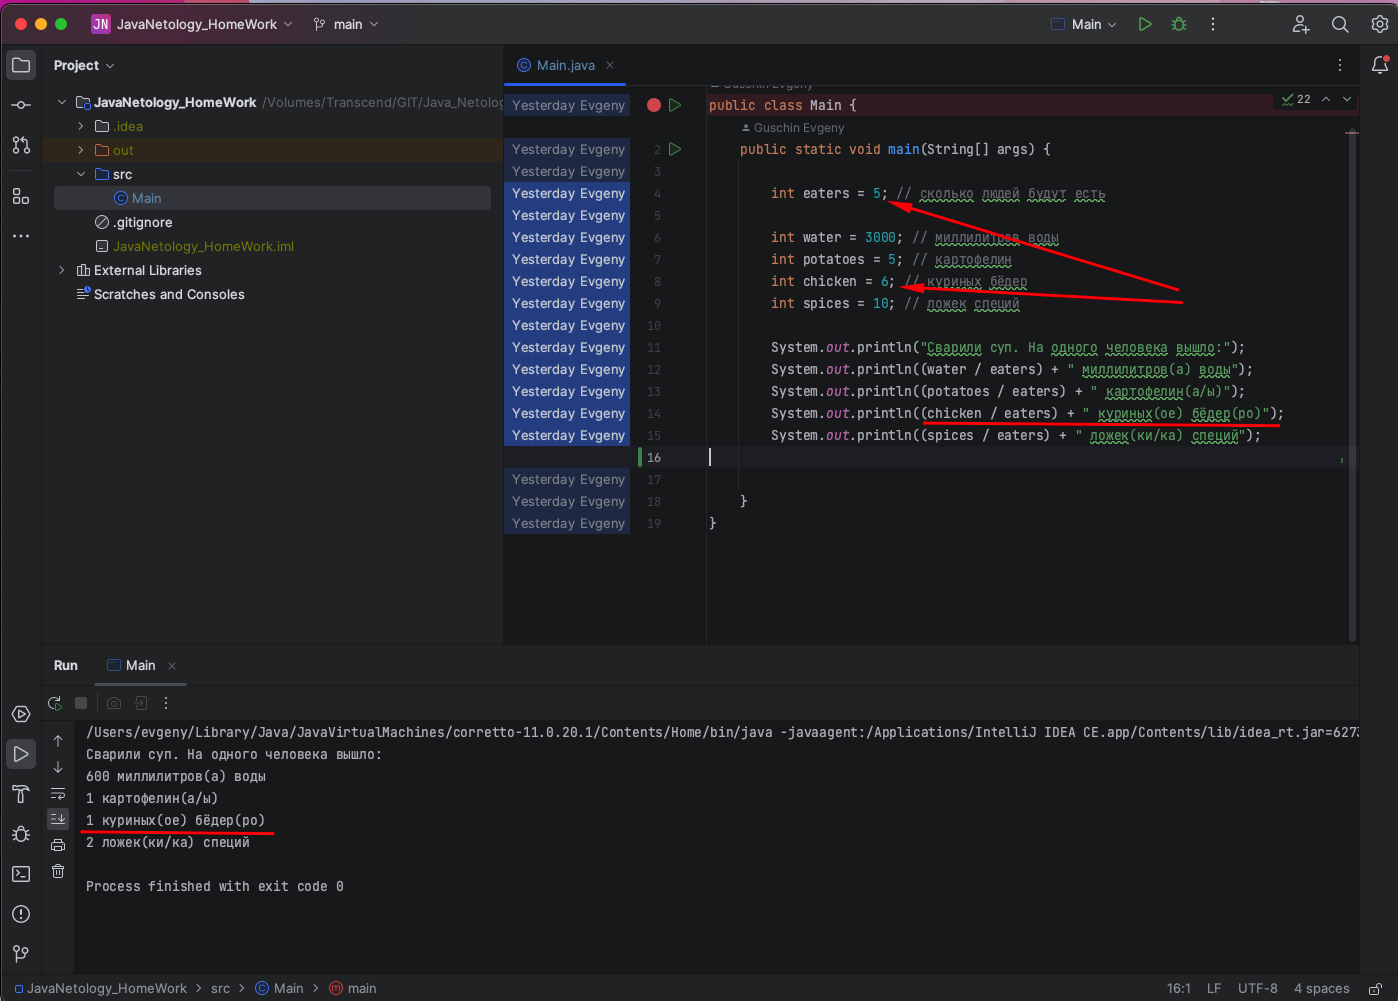 JN JavaNetology_HomeWork main Main
Project
Main.java
JavaNetology_HomeWork /Volumes/Transcend/GIT/Java_Netolog
.idea
out
src
Main
.gitignore
JavaNetology_HomeWork.iml
External Libraries
Scratches and Consoles
Guschin Evgeny
22
Yesterday Evgeny public class Main {
Guschin Evgeny
Yesterday Evgeny 2 public static void main(String[] args) {
Yesterday Evgeny 3
Yesterday Evgeny 4 int eaters = 5; // сколько людей будут есть
Yesterday Evgeny 5
Yesterday Evgeny 6 int water = 3000; // миллилитров воды
Yesterday Evgeny 7 int potatoes = 5; // картофелин
Yesterday Evgeny 8 int chicken = 6; // куриных бёдер
Yesterday Evgeny 9 int spices = 10; // ложек специй
Yesterday Evgeny 10
Yesterday Evgeny 11 System.out.println("Сварили суп. На одного человека вышло:");
Yesterday Evgeny 12 System.out.println((water / eaters) + " миллилитров(а) воды");
Yesterday Evgeny 13 System.out.println((potatoes / eaters) + " картофелин(а/ы)");
Yesterday Evgeny 14 System.out.println((chicken / eaters) + " куриных(ое) бёдер(ро)");
Yesterday Evgeny 15 System.out.println((spices / eaters) + " ложек(ки/ка) специй");
16
Yesterday Evgeny 17
Yesterday Evgeny 18 }
Yesterday Evgeny 19 }
Run Main
/Users/evgeny/Library/Java/JavaVirtualMachines/corretto-11.0.20.1/Contents/Home/bin/java -javaagent:/Applications/IntelliJ IDEA CE.app/Contents/lib/idea_rt.jar=6273
Сварили суп. На одного человека вышло:
600 миллилитров(а) воды
1 картофелин(а/ы)
1 куриных(ое) бёдер(ро)
2 ложек(ки/ка) специй
Process finished with exit code 0
JavaNetology_HomeWork > src > Main > main 16:1 LF UTF-8 4 spaces